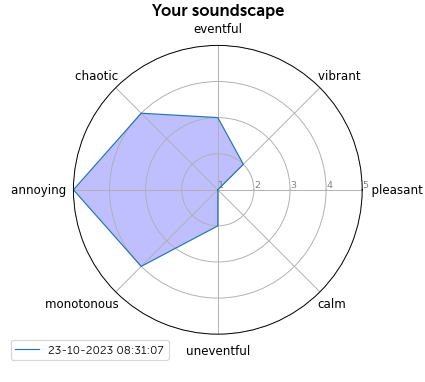 Your soundscape
eventful
chaotic
vibrant
annoying
1 2 3 4 5
pleasant
monotonous
calm
23-10-2023 08:31:07
uneventful